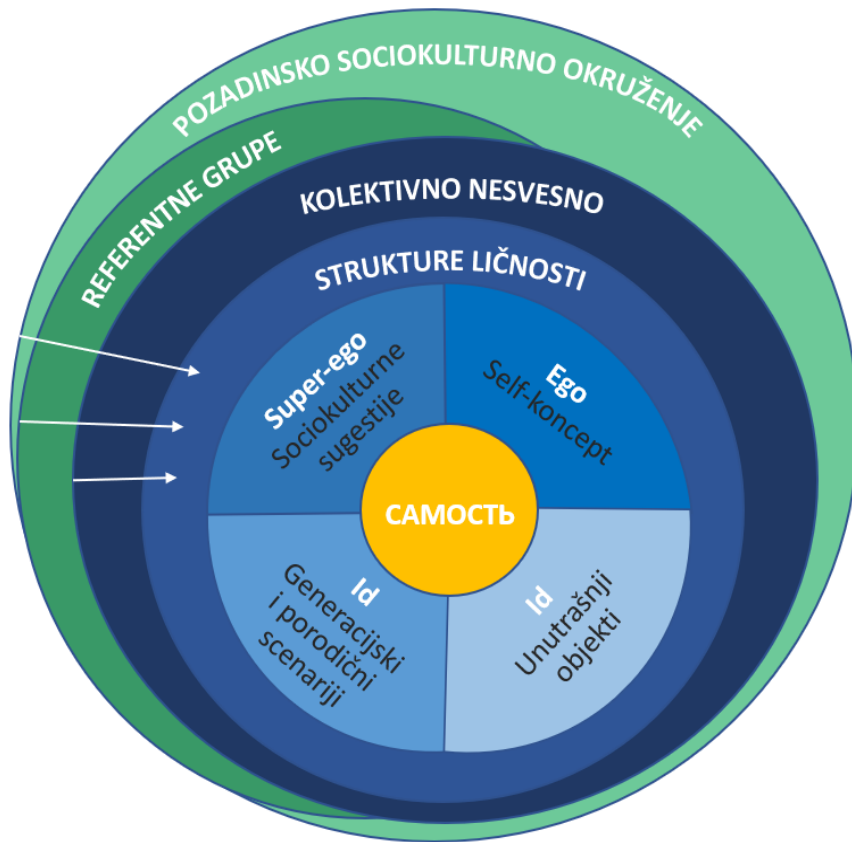 POZADINSKO SOCIOKULTURNO OKRUŽENJE
REFERENTNE GRUPE
KOLEKTIVNO NESVESNO
STRUKTURE LIČNOSTI
Super-ego
Sociokulturne
sugestije
Ego
Self-koncept
САМОСТЬ
Id
Generacijski
i porodični
scenariji
Id
Unutrašnji
objekti